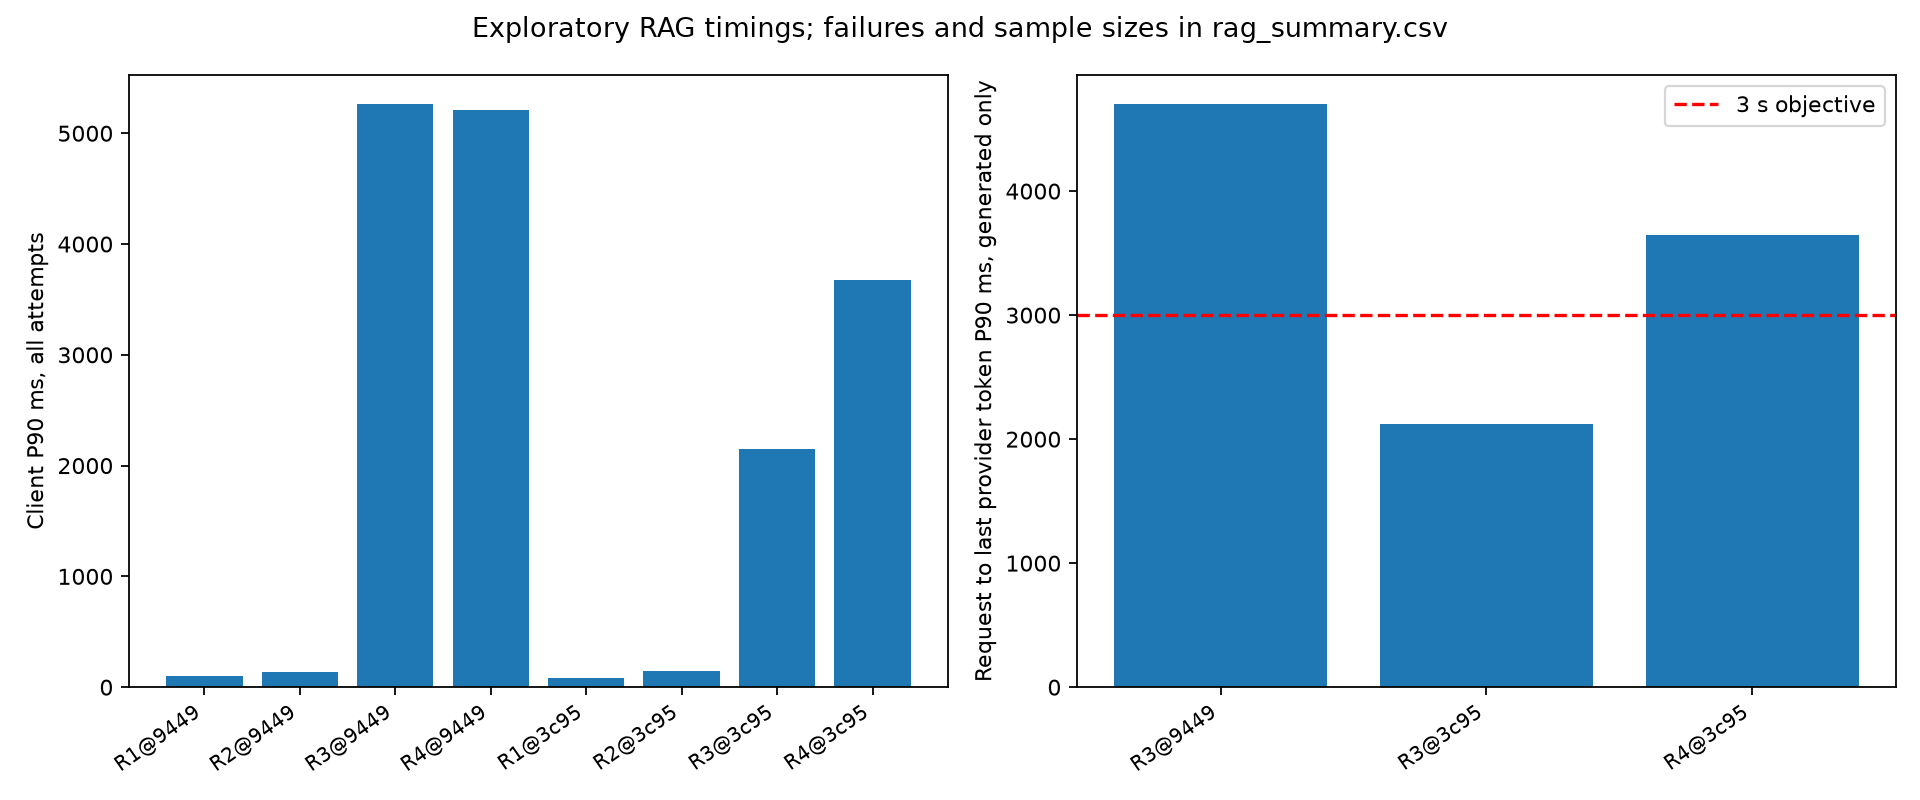 Exploratory RAG timings; failures and sample sizes in rag_summary.csv
Client P90 ms, all attempts
5000
4000
3000
2000
1000
0
R1@9449
R2@9449
R3@9449
R4@9449
R1@3c95
R2@3c95
R3@3c95
R4@3c95
Request to last provider token P90 ms, generated only
4000
3000
2000
1000
0
3 s objective
R3@9449
R3@3c95
R4@3c95